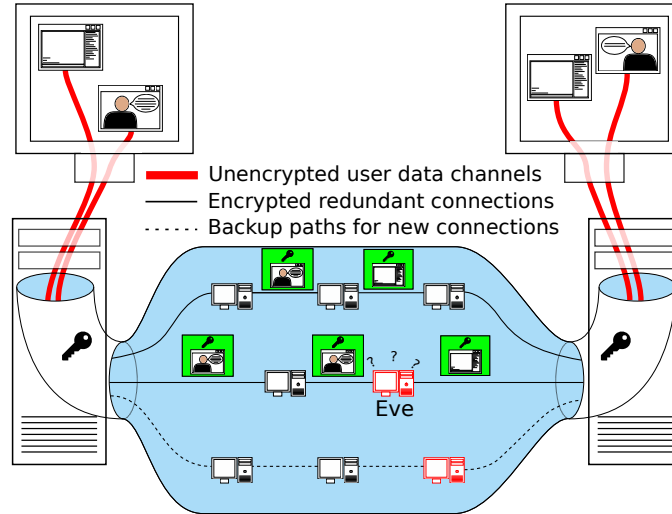 Unencrypted user data channels
Encrypted redundant connections
Backup paths for new connections
? ? ?
Eve